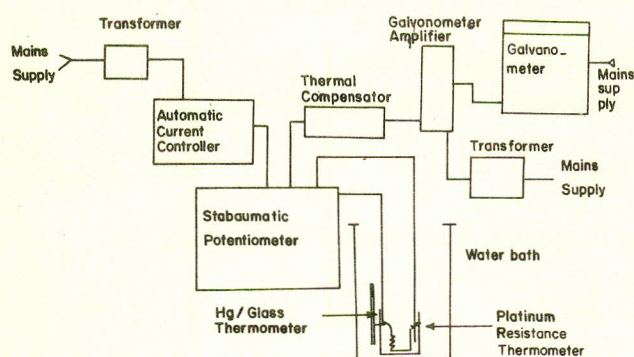 Transformer
Mains
Supply
Galvonometer
Amplifier
Galvano_
meter
Mains
sup
ply
Thermal
Compensator
Automatic
Current
Controller
Transformer
Mains
Supply
Stabaumatic
Potentiometer
Water bath
Hg/Glass
Thermometer
Platinum
Resistance
Thermometer